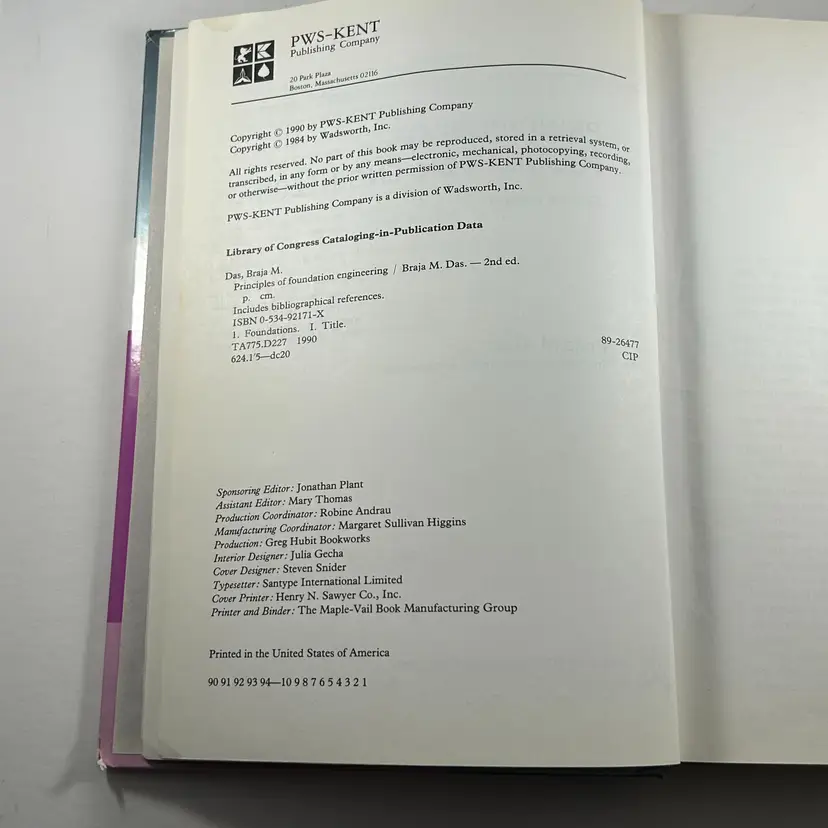 PWS-KENT
Publishing Company
20 Park Plaza
Boston, Massachusetts 02116
Copyright © 1990 by PWS-KENT Publishing Company
Copyright © 1984 by Wadsworth, Inc.
All rights reserved. No part of this book may be reproduced, stored in a retrieval system, or
transcribed, in any form or by any means—electronic, mechanical, photocopying, recording,
or otherwise—without the prior written permission of PWS-KENT Publishing Company.
PWS-KENT Publishing Company is a division of Wadsworth, Inc.
Library of Congress Cataloging-in-Publication Data
Das, Braja M.
Principles of foundation engineering / Braja M. Das. — 2nd ed.
p. cm.
Includes bibliographical references.
ISBN 0-534-92171-X
1. Foundations. I. Title.
TA775.D227 1990
624.1'5—dc20
89-26477
CIP
Sponsoring Editor: Jonathan Plant
Assistant Editor: Mary Thomas
Production Coordinator: Robine Andrau
Manufacturing Coordinator: Margaret Sullivan Higgins
Production: Greg Hubit Bookworks
Interior Designer: Julia Gecha
Cover Designer: Steven Snider
Typesetter: Santype International Limited
Cover Printer: Henry N. Sawyer Co., Inc.
Printer and Binder: The Maple-Vail Book Manufacturing Group
Printed in the United States of America
90 91 92 93 94—10 9 8 7 6 5 4 3 2 1